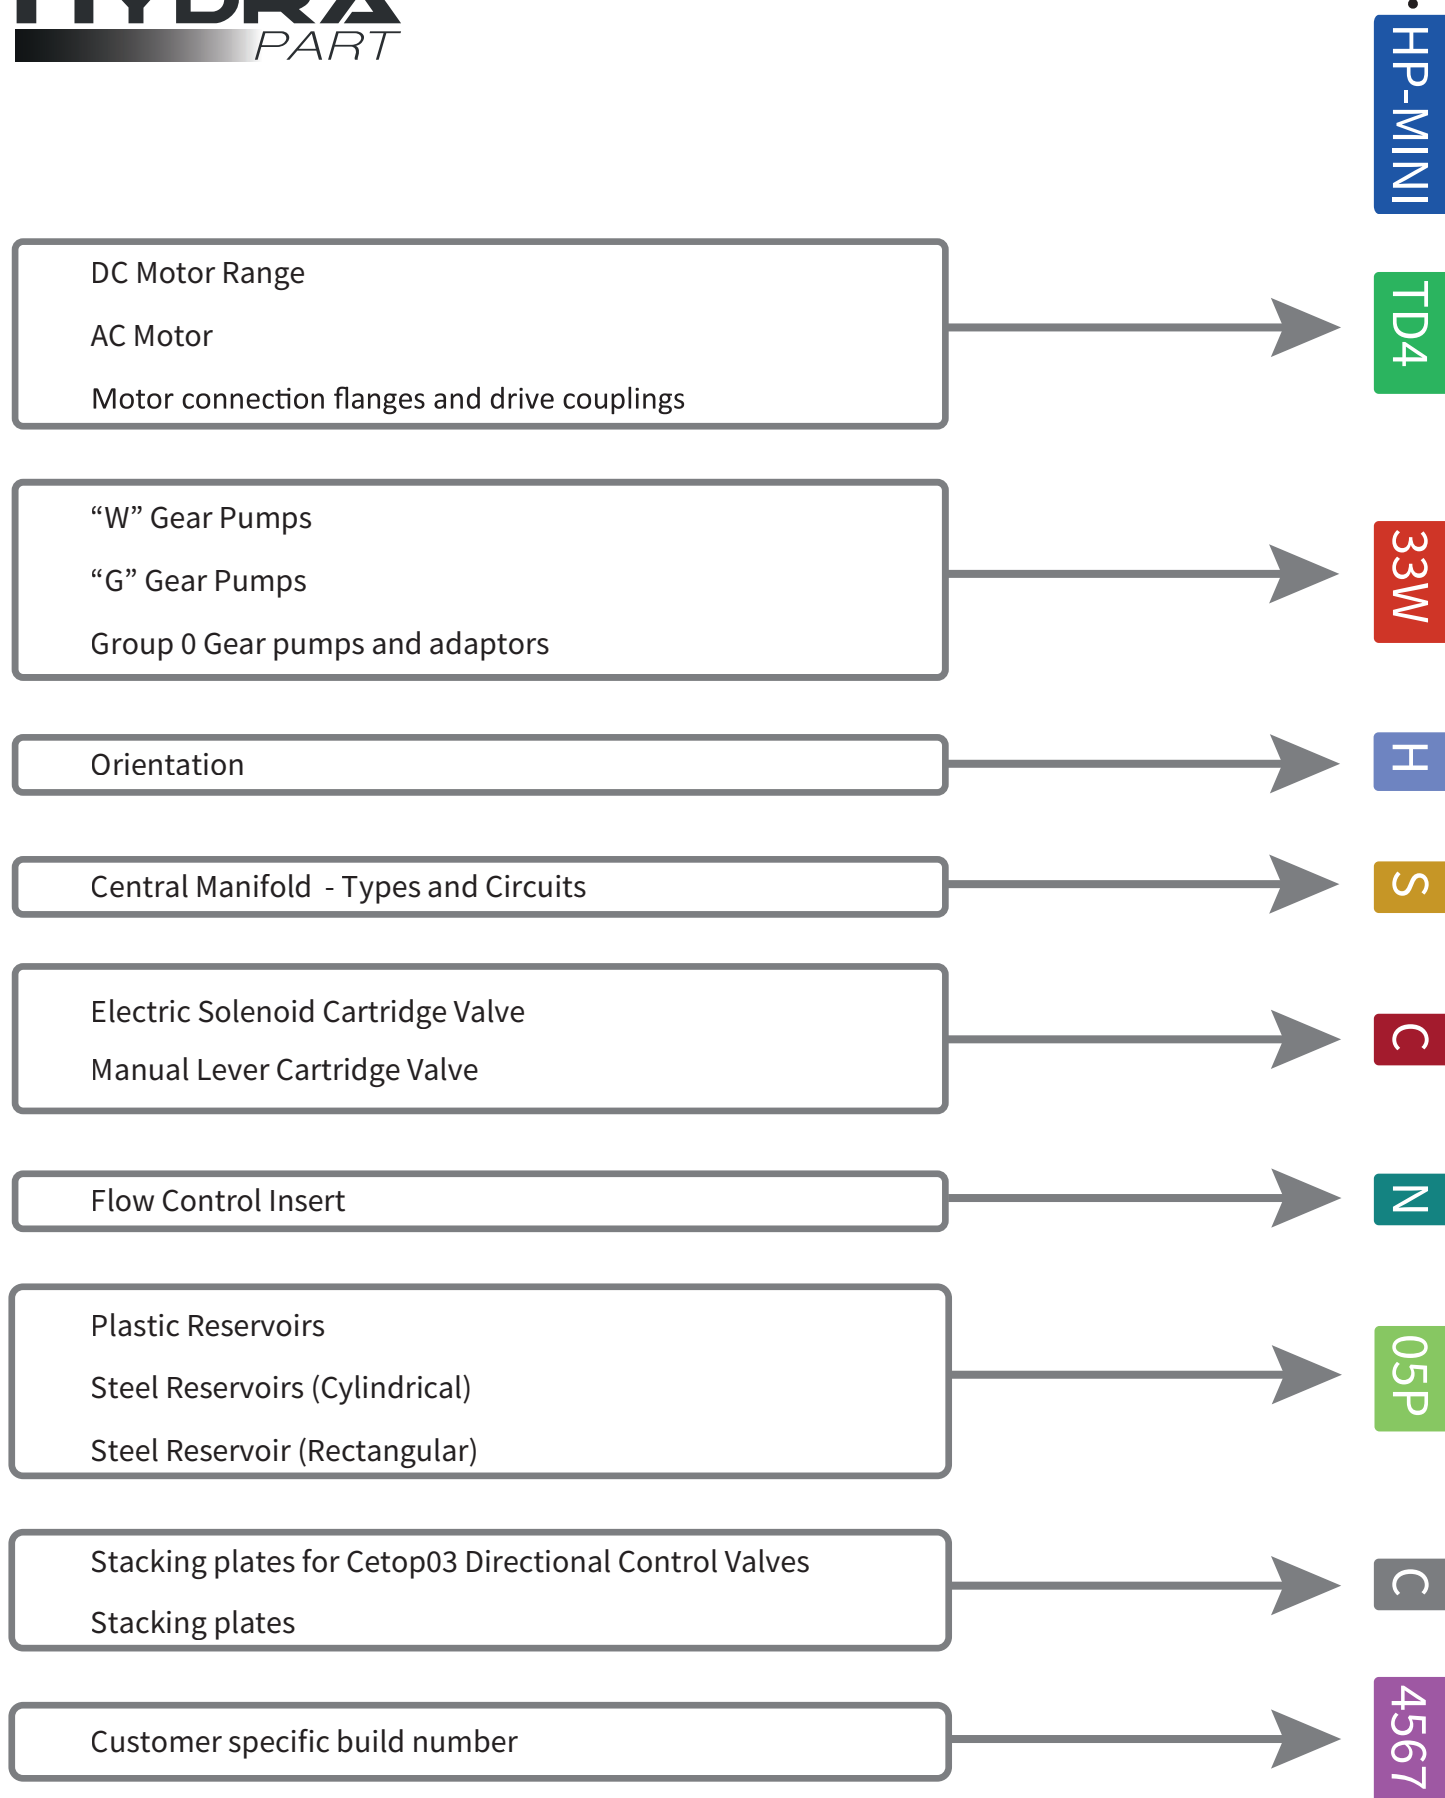 HYDRA
PART
HP-MINI
DC Motor Range
AC Motor
Motor connection flanges and drive couplings
TD4
“W” Gear Pumps
“G” Gear Pumps
Group 0 Gear pumps and adaptors
33W
Orientation
H
Central Manifold - Types and Circuits
S
Electric Solenoid Cartridge Valve
Manual Lever Cartridge Valve
C
Flow Control Insert
N
Plastic Reservoirs
Steel Reservoirs (Cylindrical)
Steel Reservoir (Rectangular)
05P
Stacking plates for Cetop03 Directional Control Valves
Stacking plates
C
Customer specific build number
4567